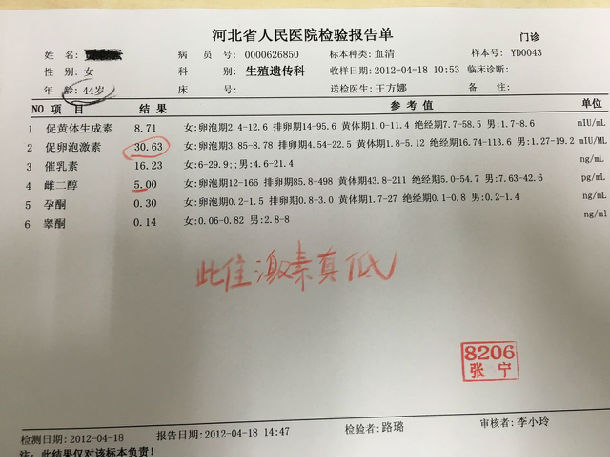 河北省人民医院检验报告单
门诊
姓 名: 病 员 号: 0000626859 标本种类: 血清 样本号: YD0043
性 别: 女 科 别: 生殖遗传科 收样日期: 2012-04-18 10:53 临床诊断:
年 龄: 42岁 床 号: 送检医生: 王方娜 备 注:
NO 项 目 结 果 参 考 值 单位
1 促黄体生成素 8.71 女:卵泡期2.4-12.6 排卵期14-95.6 黄体期1.0-11.4 绝经期7.7-58.5 男:1.7-8.6 mIU/mL
2 促卵泡激素 30.63 女:卵泡期3.85-8.78 排卵期4.54-22.5 黄体期1.8-5.12 绝经期16.74-113.6 男:1.27-19.2 mIU/ML
3 催乳素 16.23 女:6-29.9;;男:4.6-21.4 ng/mL
4 雌二醇 5.00 女:卵泡期12-165 排卵期85.8-498 黄体期43.8-211 绝经期5.0-54.7 男:7.63-42.6 pg/mL
5 孕酮 0.30 女:卵泡期0.2-1.5 排卵期0.8-3.0 黄体期1.7-27 绝经期0.1-0.8 男:0.2-1.4 ng/mL
6 睾酮 0.14 女:0.06-0.82 男:2.8-8 ng/ml
激素真低
8206
张宁
检测日期: 2012-04-18 报告日期: 2012-04-18 14:47 检验者: 路璐 审核者: 李小玲
注: 此结果仅对该标本负责!